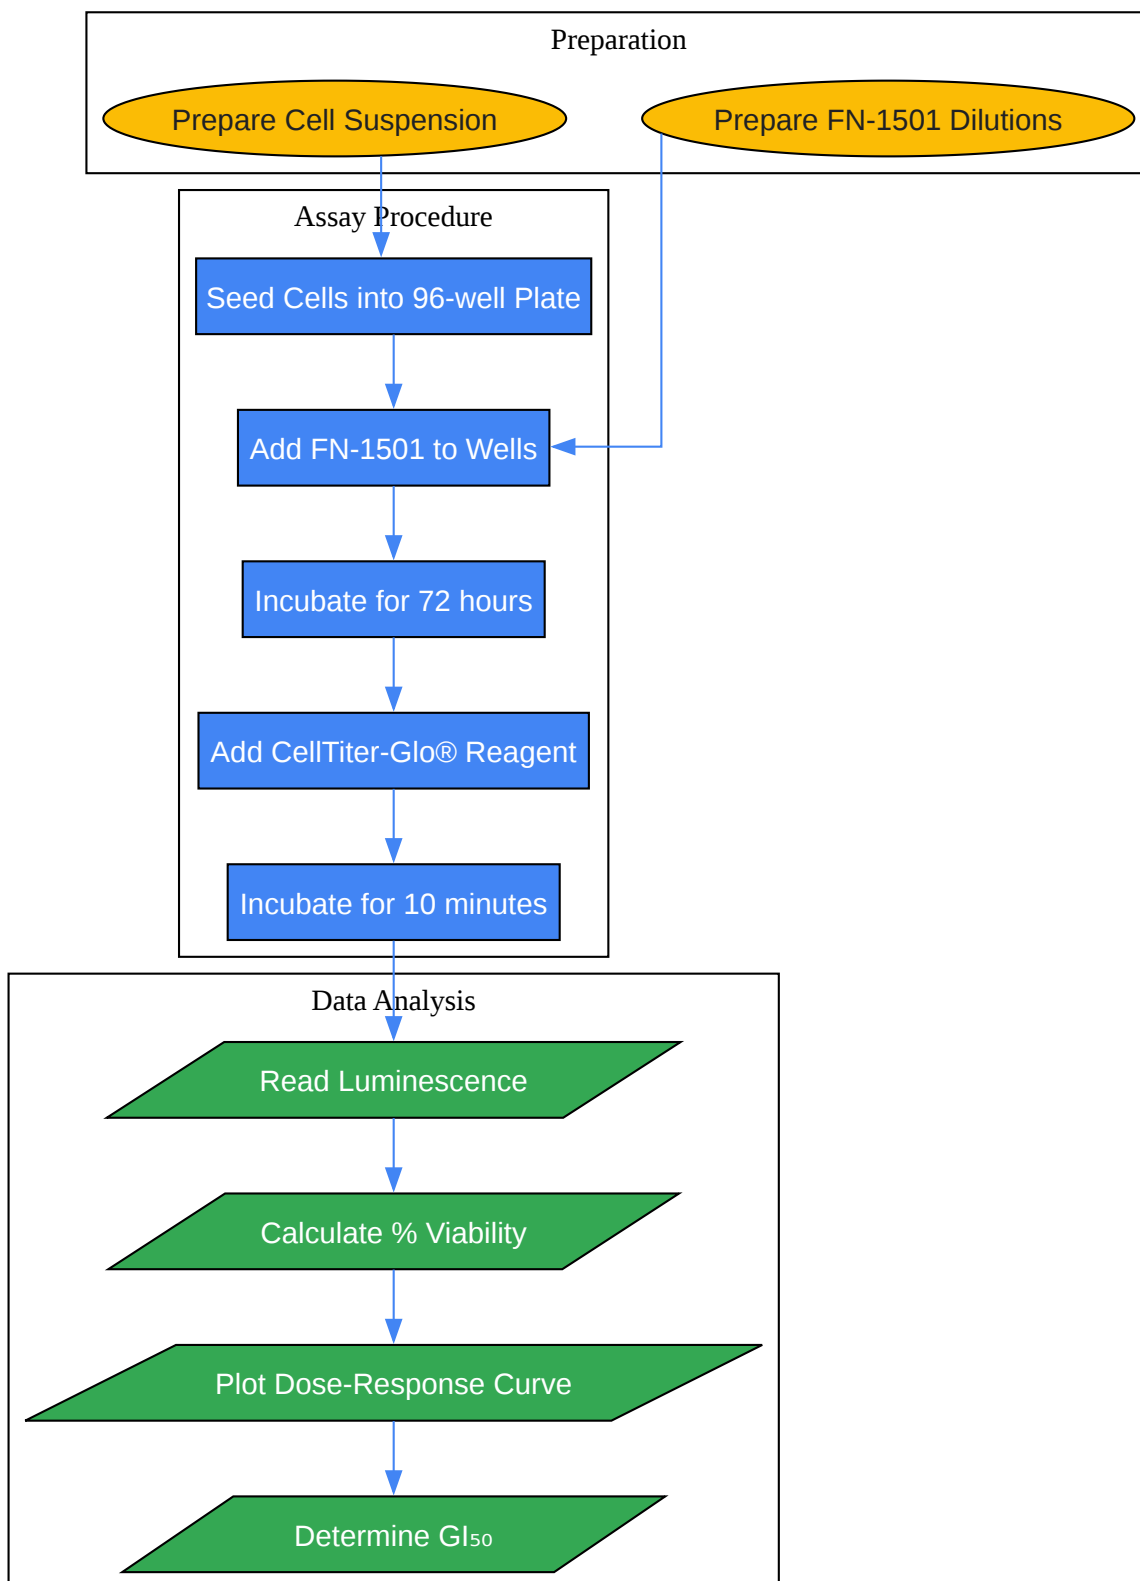 Preparation
Prepare Cell Suspension
Prepare FN-1501 Dilutions
Assay Procedure
Seed Cells into 96-well Plate
Add FN-1501 to Wells
Incubate for 72 hours
Add CellTiter-Glo® Reagent
Incubate for 10 minutes
Data Analysis
Read Luminescence
Calculate % Viability
Plot Dose-Response Curve
Determine GI₅₀